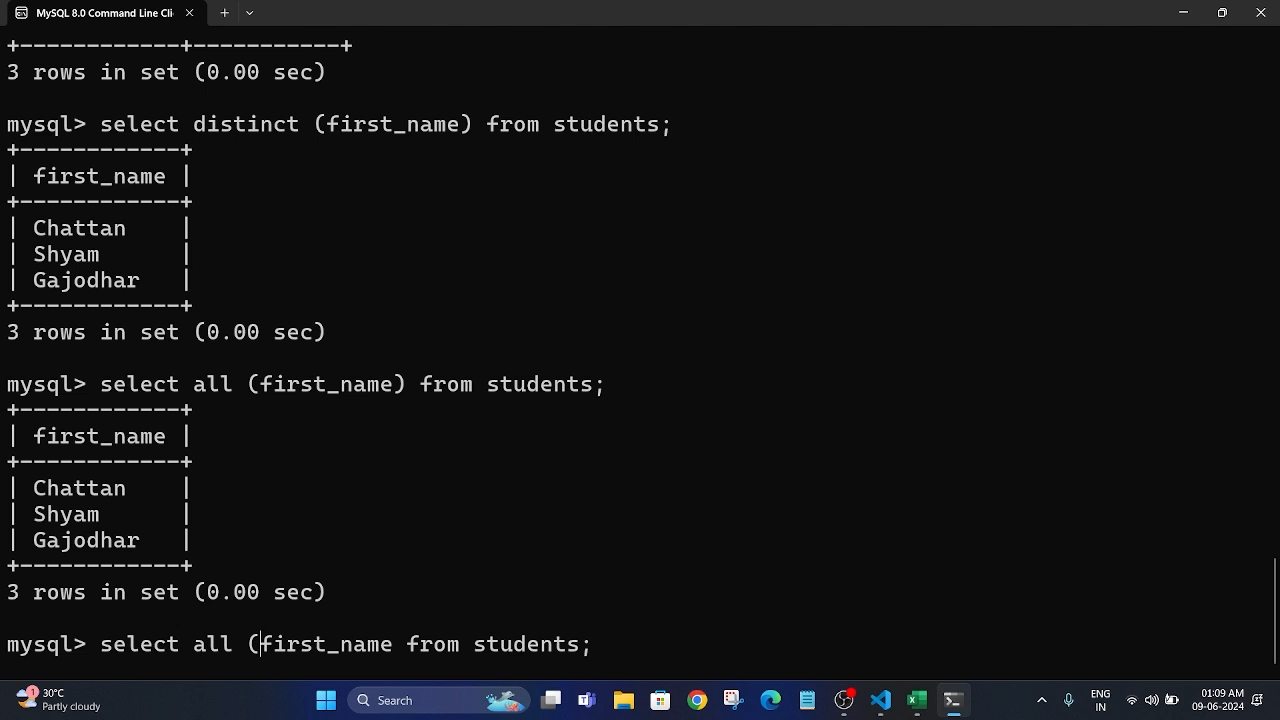 MySQL 8.0 Command Line Cli
+------------+-----------+
3 rows in set (0.00 sec)
mysql> select distinct (first_name) from students;
+------------+
| first_name |
+------------+
| Chattan    |
| Shyam      |
| Gajodhar   |
+------------+
3 rows in set (0.00 sec)
mysql> select all (first_name) from students;
+------------+
| first_name |
+------------+
| Chattan    |
| Shyam      |
| Gajodhar   |
+------------+
3 rows in set (0.00 sec)
mysql> select all (first_name from students;
1
30°C
Partly cloudy
Search
ENG
IN
01:09 AM
09-06-2024